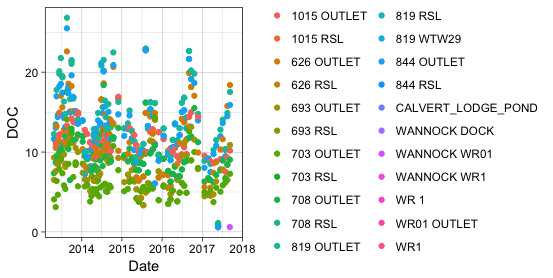 DOC
20
10
0
2014
2015
2016
2017
2018
Date
1015 OUTLET
1015 RSL
626 OUTLET
626 RSL
693 OUTLET
693 RSL
703 OUTLET
703 RSL
708 OUTLET
708 RSL
819 OUTLET
819 RSL
819 WTW29
844 OUTLET
844 RSL
CALVERT_LODGE_POND
WANNOCK DOCK
WANNOCK WR01
WANNOCK WR1
WR 1
WR01 OUTLET
WR1